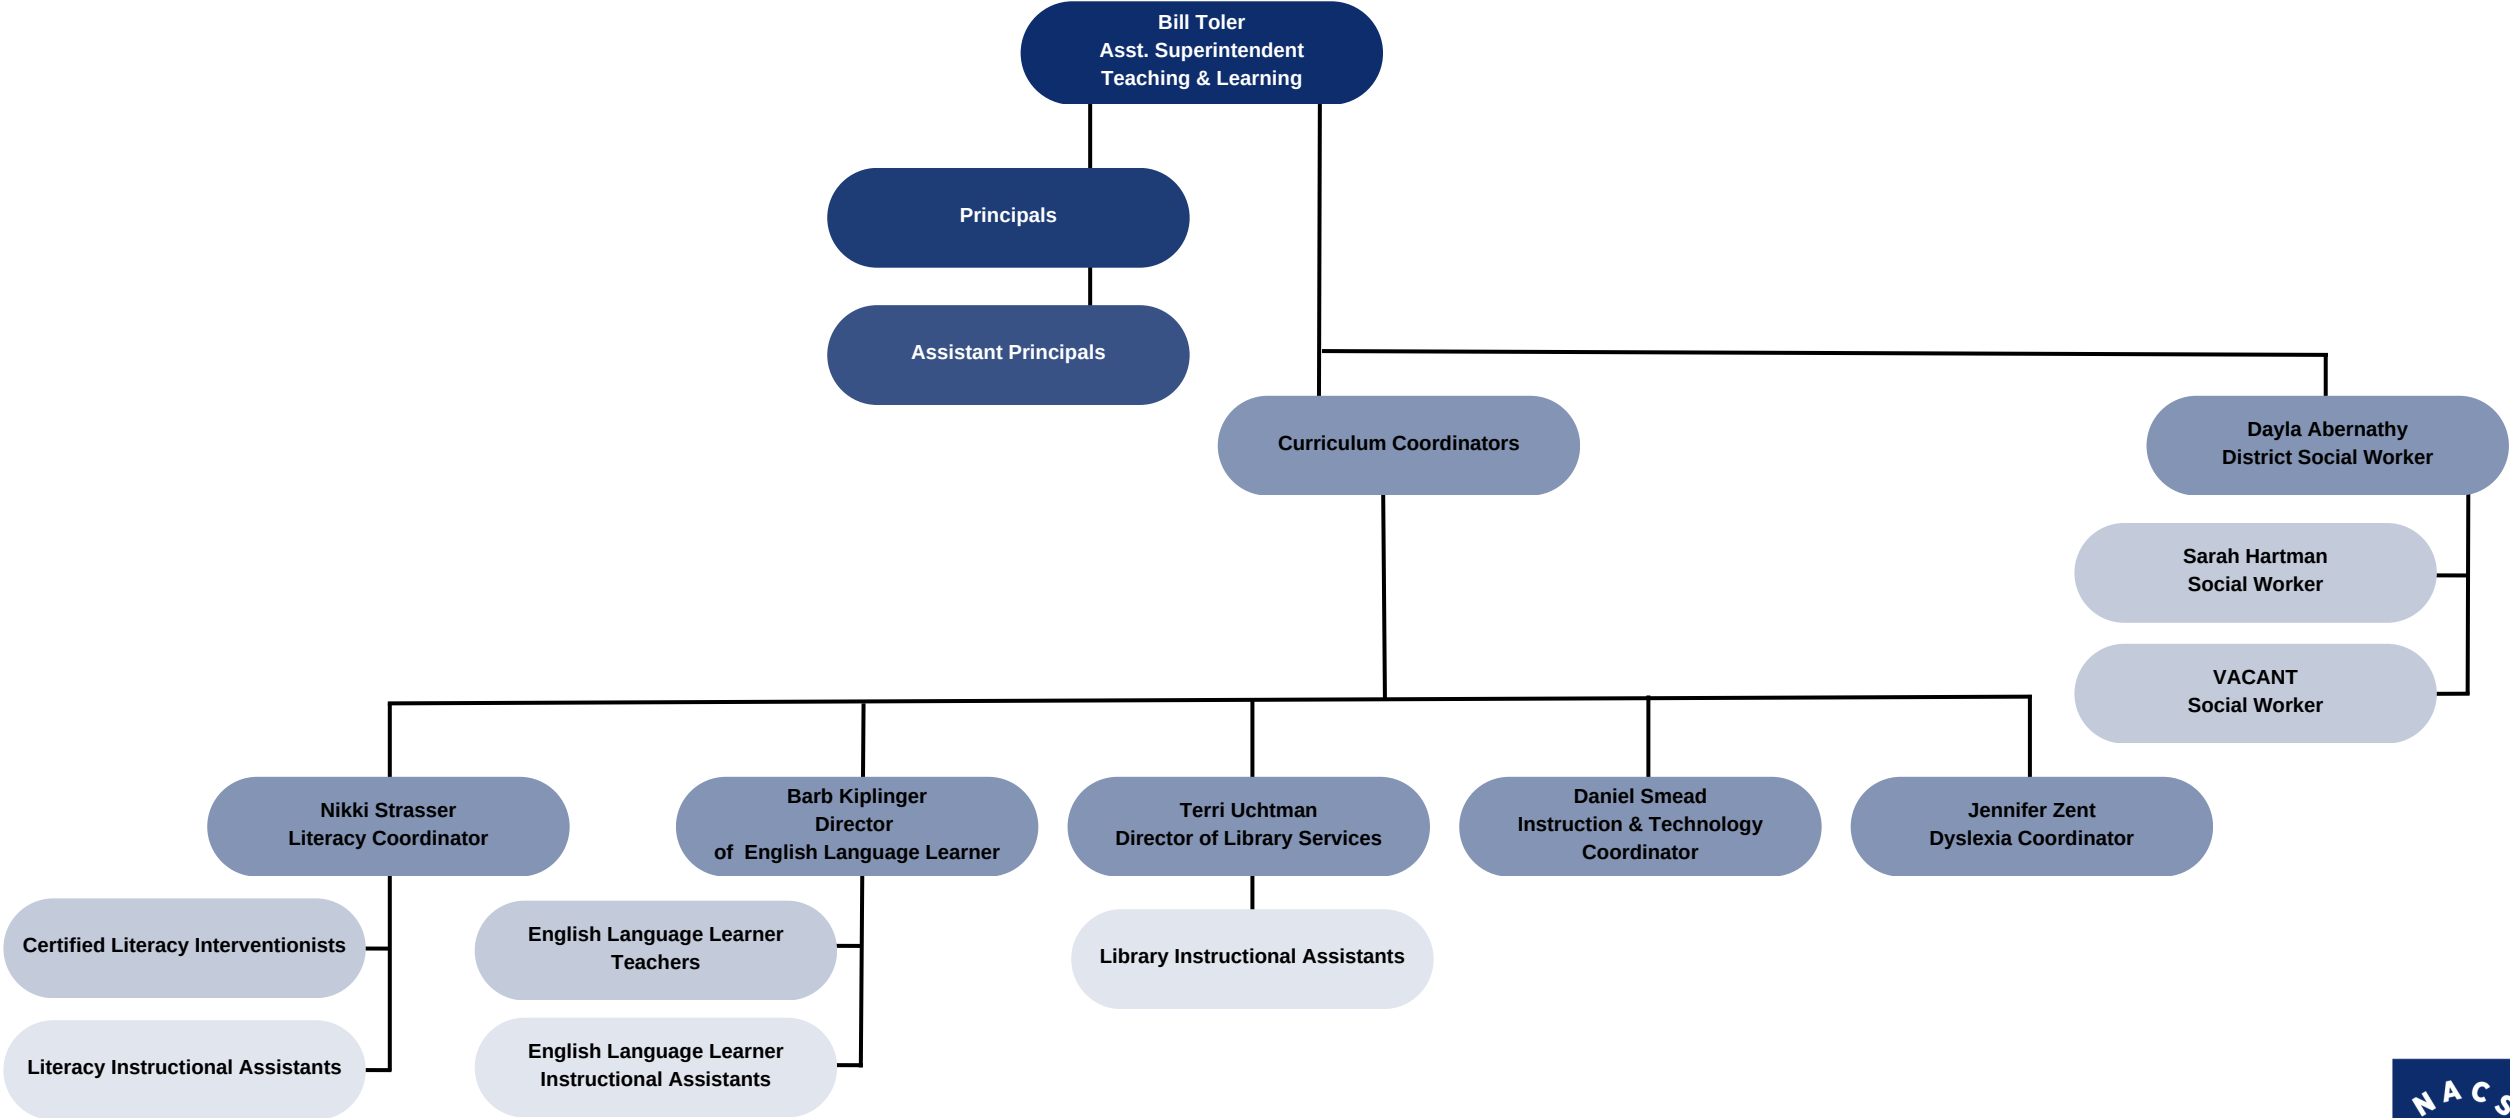 Bill Toler
Asst. Superintendent
Teaching & Learning
Principals
Assistant Principals
Curriculum Coordinators
Dayla Abernathy
District Social Worker
Sarah Hartman
Social Worker
VACANT
Social Worker
Nikki Strasser
Literacy Coordinator
Barb Kiplinger
Director
of  English Language Learner
Terri Uchtman
Director of Library Services
Daniel Smead
Instruction & Technology
Coordinator
Jennifer Zent
Dyslexia Coordinator
Certified Literacy Interventionists
Literacy Instructional Assistants
English Language Learner
Teachers
English Language Learner
Instructional Assistants
Library Instructional Assistants
NACS